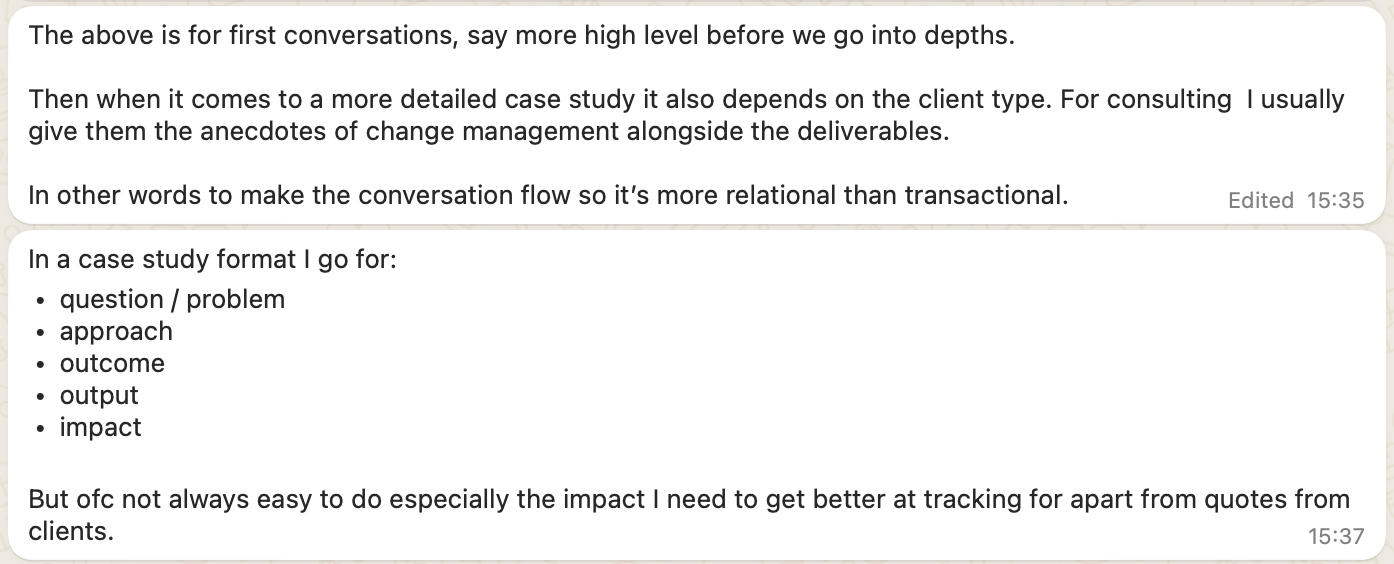 The above is for first conversations, say more high level before we go into depths.
Then when it comes to a more detailed case study it also depends on the client type. For consulting  I usually
give them the anecdotes of change management alongside the deliverables.
In other words to make the conversation flow so it’s more relational than transactional.
Edited 15:35
In a case study format I go for:
• question / problem
• approach
• outcome
• output
• impact
But ofc not always easy to do especially the impact I need to get better at tracking for apart from quotes from
clients.
15:37